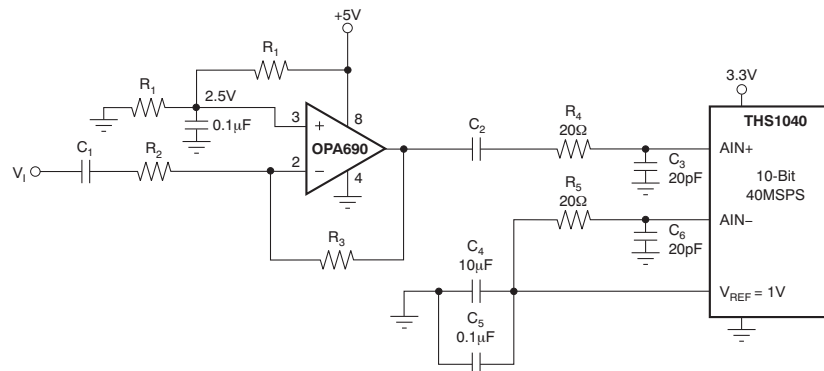 +5V
R1
R1
2.5V
0.1μF
3
8
+
OPA690
2
−
4
C1
R2
VI
R3
C2
R4
20Ω
C3
20pF
R5
20Ω
C6
20pF
C4
10μF
C5
0.1μF
3.3V
THS1040
AIN+
10-Bit
40MSPS
AIN−
VREF = 1V